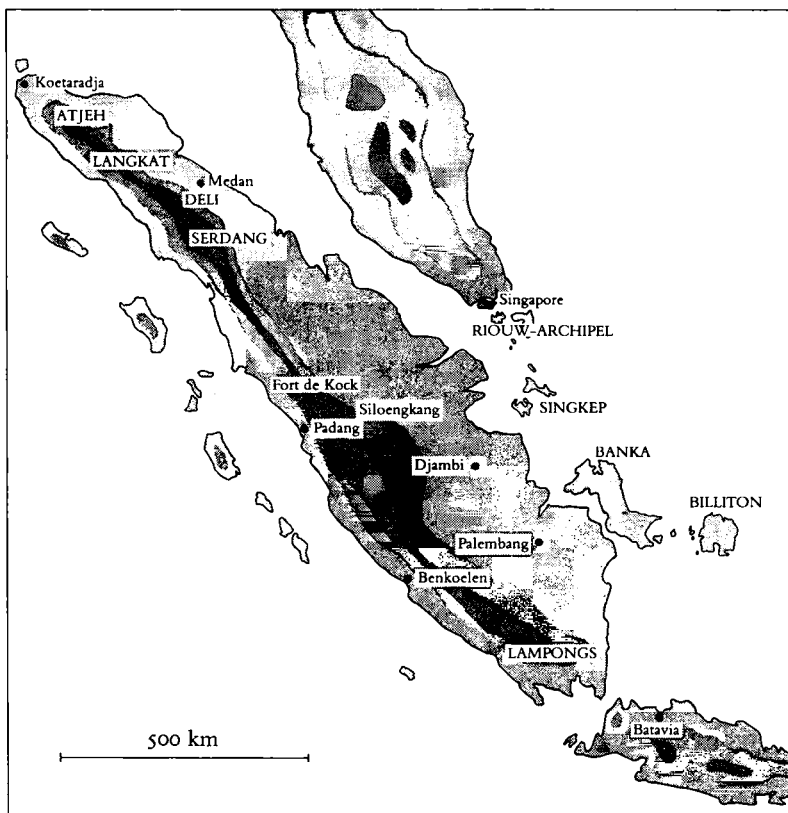 Koetaradja
ATJEH
LANGKAT
Medan
DELI
SERDANG
Singapore
RIOUW-ARCHIPEL
Fort de Kock
Siloengkang
SINGKEP
Padang
Djambi
BANKA
BILLITON
Palembang
Benkoelen
LAMPONGS
Batavia
500 km